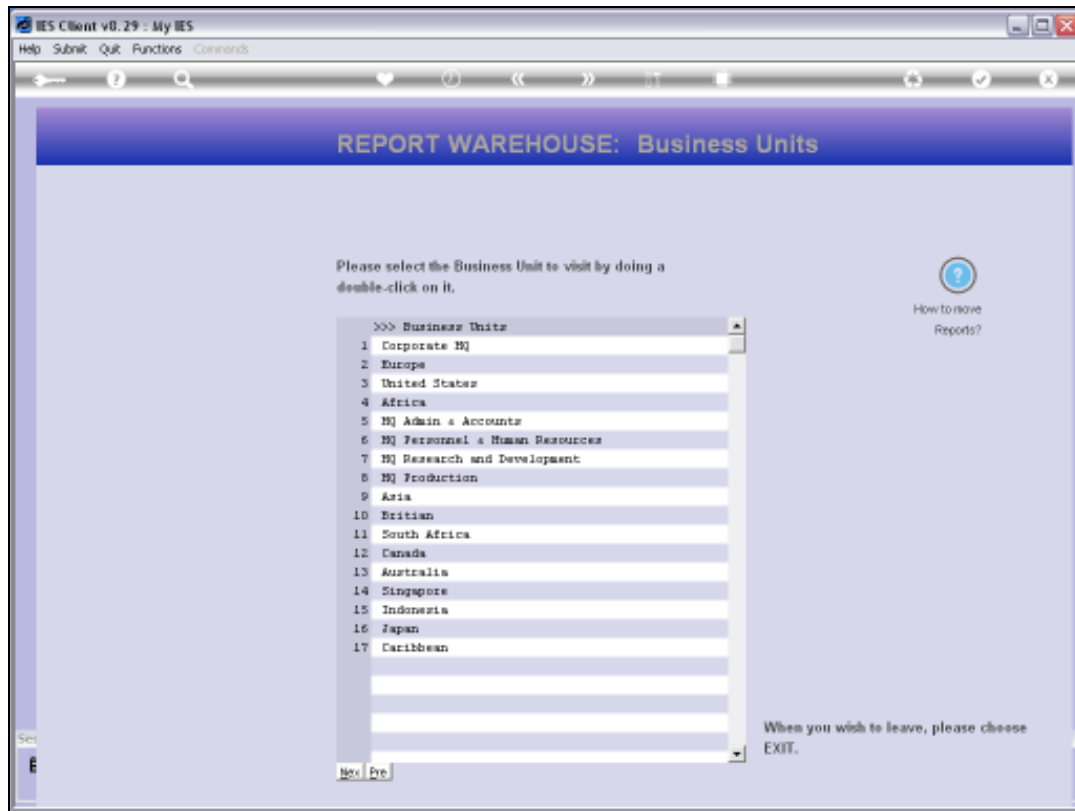 IES Client v8.29 : My IES
Help Submit Quit Functions Commands
REPORT WAREHOUSE: Business Units
Please select the Business Unit to visit by doing a
double-click on it.
How to move
Reports?
>>> Business Units
1 Corporate HQ
2 Europe
3 United States
4 Africa
5 HQ Admin & Accounts
6 HQ Personnel & Human Resources
7 HQ Research and Development
8 HQ Production
9 Asia
10 Britian
11 South Africa
12 Canada
13 Australia
14 Singapore
15 Indonesia
16 Japan
17 Caribbean
When you wish to leave, please choose
EXIT.
Ser
Nex Pre